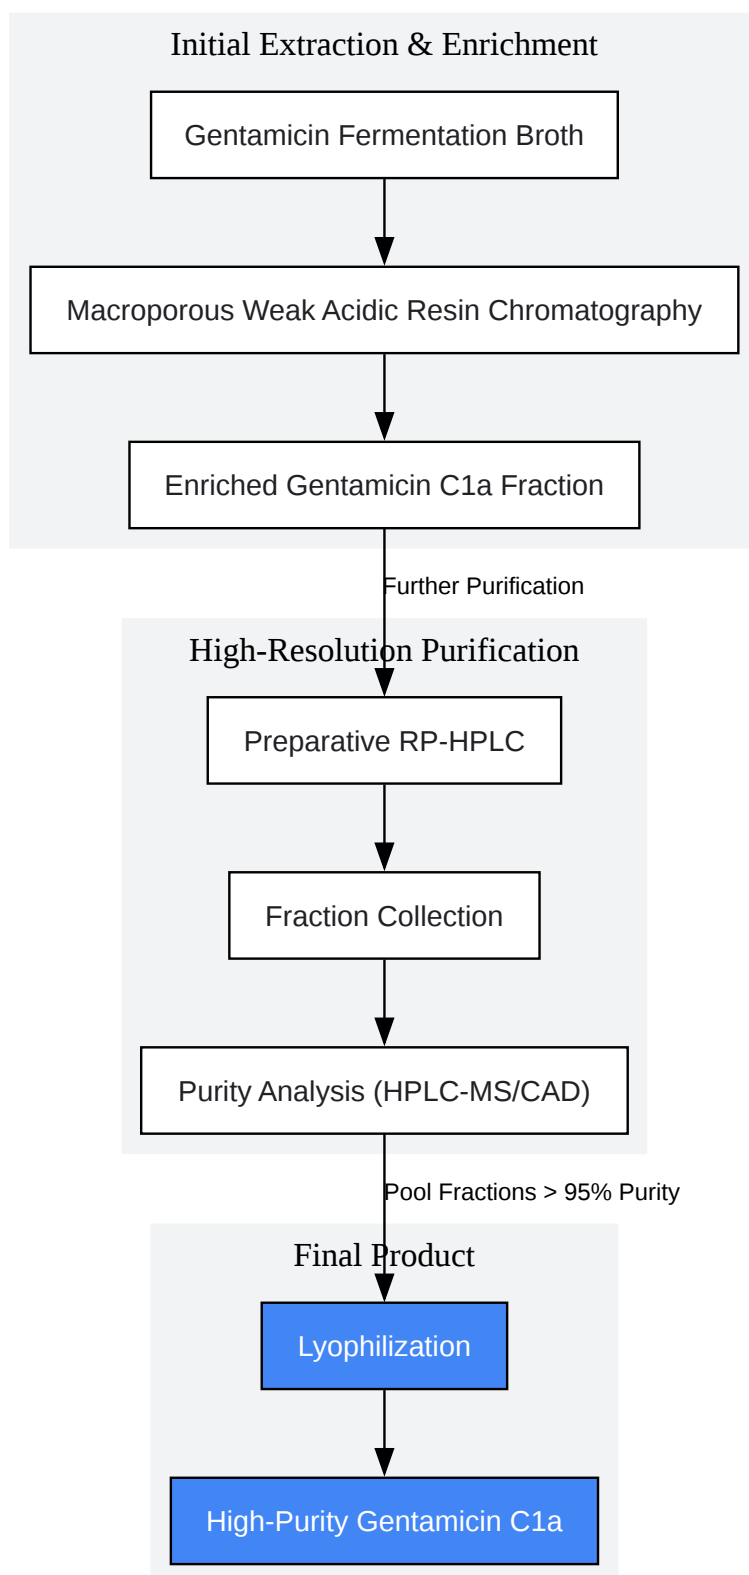 Initial Extraction & Enrichment
Gentamicin Fermentation Broth
Macroporous Weak Acidic Resin Chromatography
Enriched Gentamicin C1a Fraction
Further Purification
High-Resolution Purification
Preparative RP-HPLC
Fraction Collection
Purity Analysis (HPLC-MS/CAD)
Pool Fractions > 95% Purity
Final Product
Lyophilization
High-Purity Gentamicin C1a